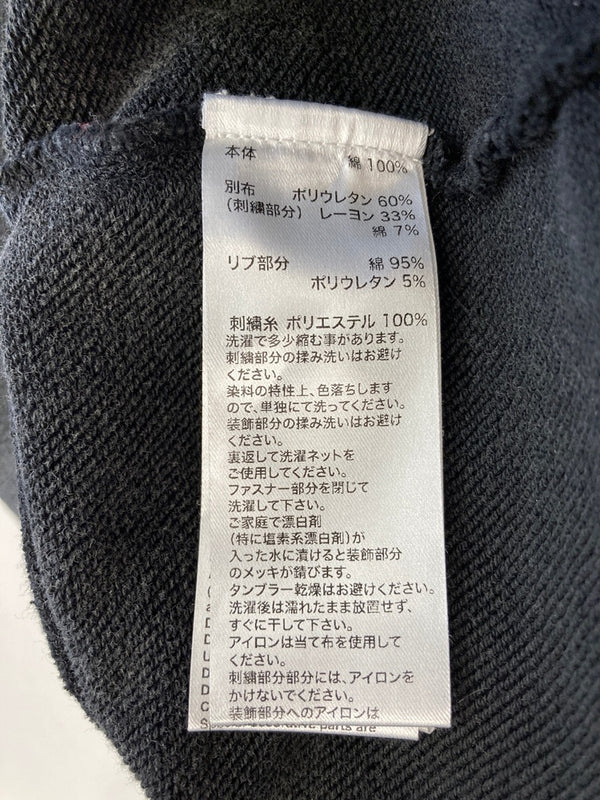 本体 綿 100%
別布 ポリウレタン 60%
(刺繍部分) レーヨン 33%
綿 7%
リブ部分 綿 95%
ポリウレタン 5%
刺繍糸 ポリエステル 100%
洗濯で多少縮む事があります。
刺繍部分の揉み洗いはお避け
ください。
染料の特性上、色落ちします
ので、単独にて洗ってください。
装飾部分の揉み洗いはお避け
ください。
裏返して洗濯ネットを
ご使用してください。
ファスナー部分を閉じて
洗濯して下さい。
ご家庭で漂白剤
(特に塩素系漂白剤)が
入った水に漬けると装飾部分
のメッキが錆びます。
タンブラー乾燥はお避けください。
洗濯後は濡れたまま放置せず、
すぐに干して下さい。
アイロンは当て布を使用して
ください。
刺繍部分部分には、アイロンを
かけないでください。
装飾部分へのアイロンは
parts are